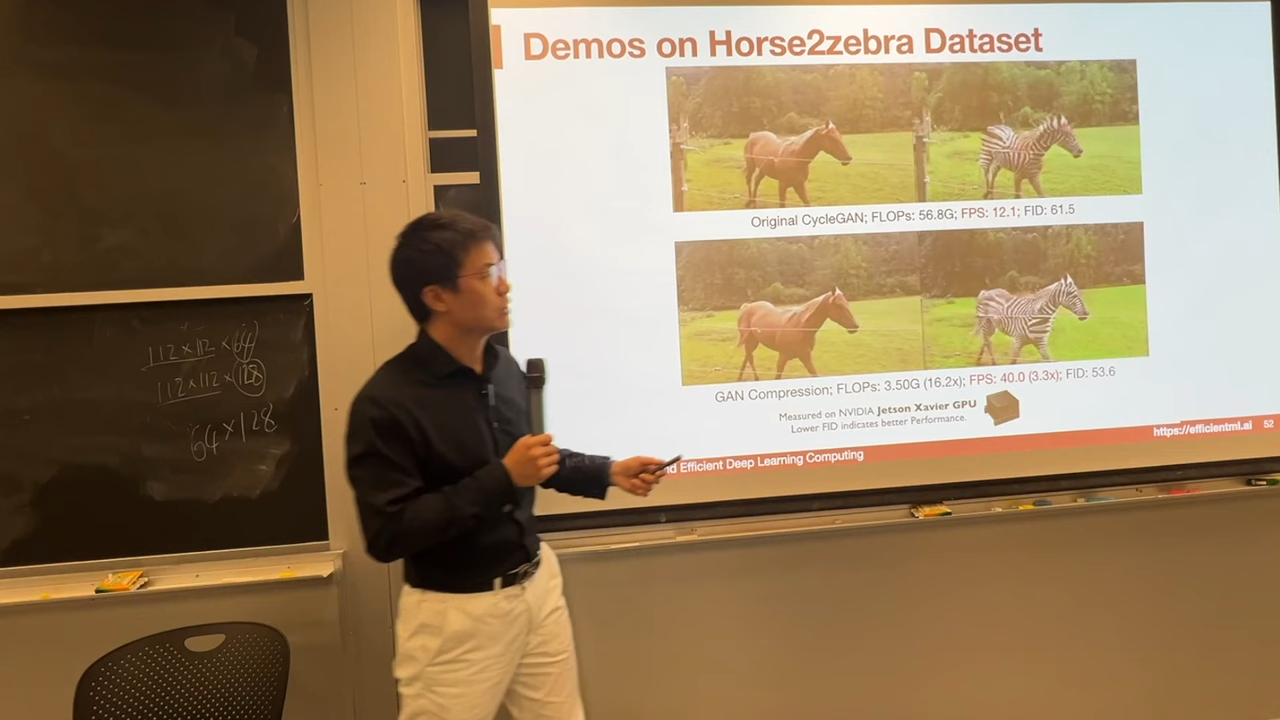 Demos on Horse2zebra Dataset
Original CycleGAN; FLOPs: 56.8G; FPS: 12.1; FID: 61.5
GAN Compression; FLOPs: 3.50G (16.2x); FPS: 40.0 (3.3x); FID: 53.6
Measured on NVIDIA Jetson Xavier GPU
Lower FID indicates better Performance.
https://efficientml.ai 52
Efficient Deep Learning Computing
112×112×64
112×112×128
64×128